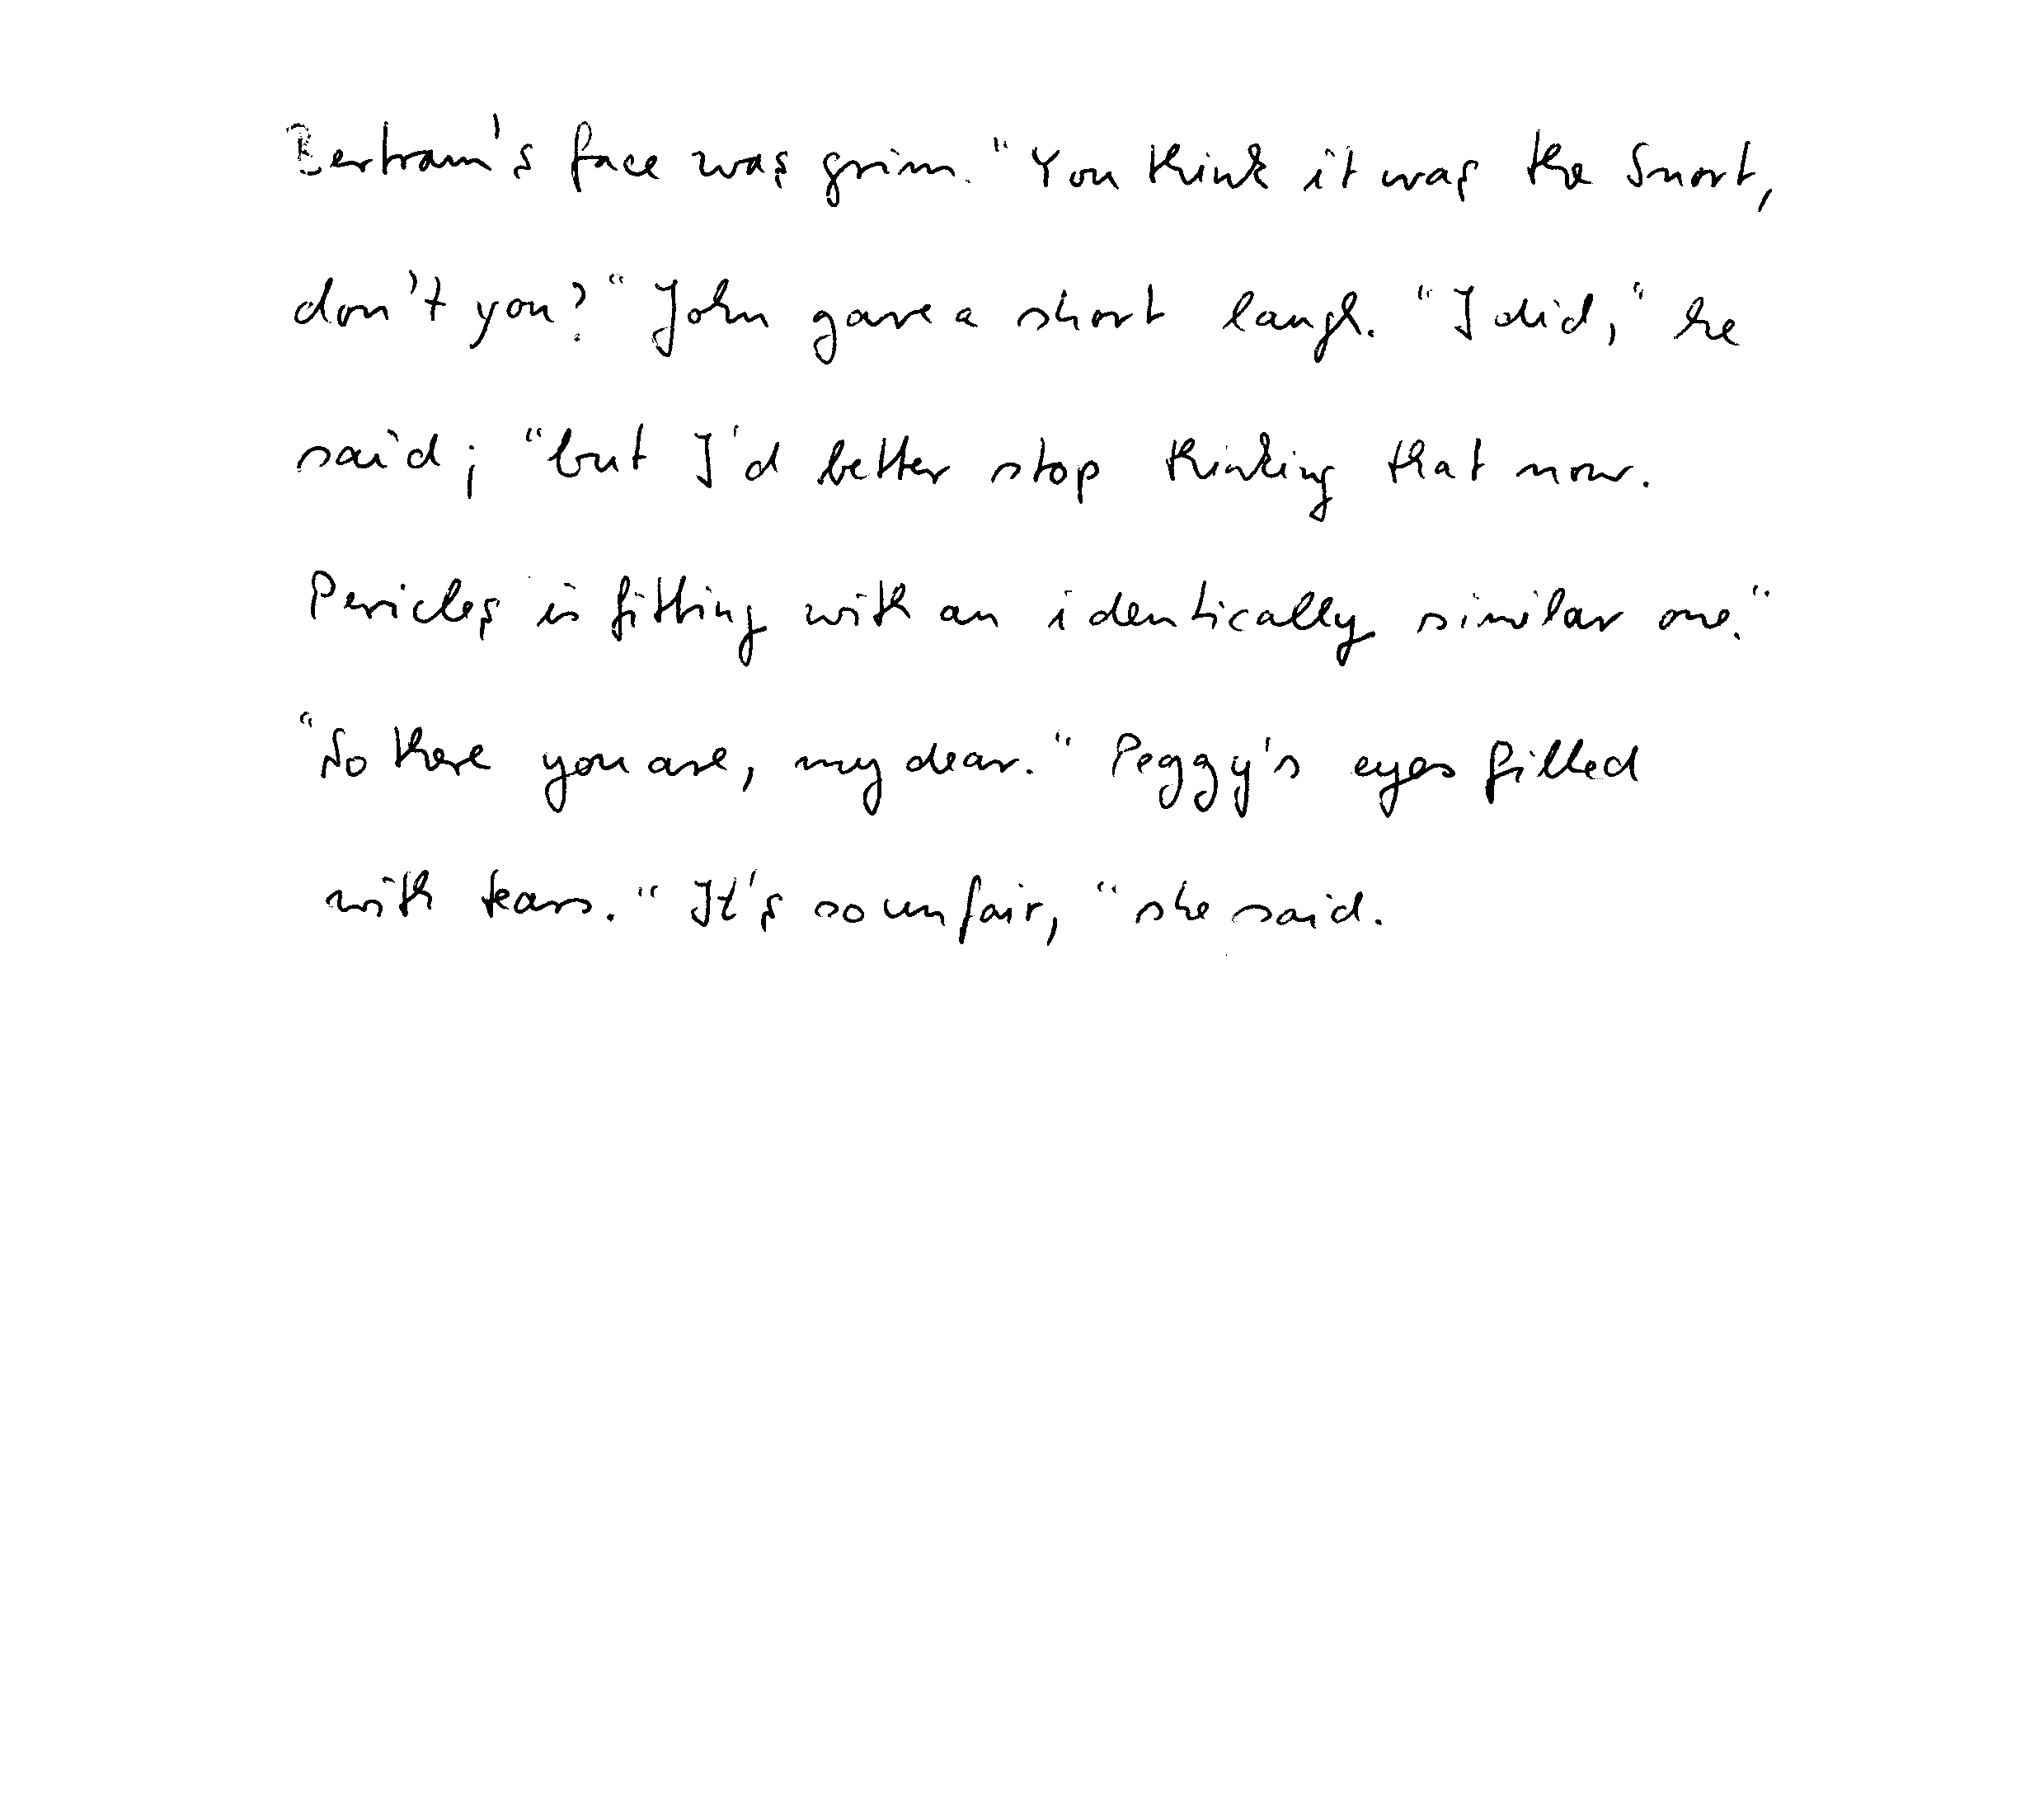 Bertram's face was grim. "You think it was the Snort,
don't you?" John gave a short laugh. "I did," he
said; "but I'd better stop thinking that now.
Pericles is fitting with an identically similar one."
"So there you are, my dear." Peggy's eyes filled
with tears. "It's so unfair," she said.